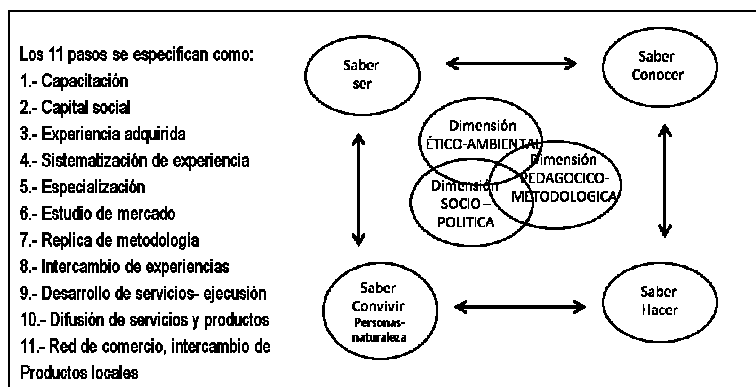 Los 11 pasos se especifican como:
1.- Capacitación
2.- Capital social
3.- Experiencia adquirida
4.- Sistematización de experiencia
5.- Especialización
6.- Estudio de mercado
7.- Replica de metodología
8.- Intercambio de experiencias
9.- Desarrollo de servicios- ejecusión
10.- Difusión de servicios y productos
11.- Red de comercio, intercambio de
Productos locales
Saber
ser
Saber
Conocer
Dimensión
ÉTICO-AMBIENTAL
Dimensión
PEDAGOCICO-
METODOLOGICA
Dimensión
SOCIO –
POLITICA
Saber
Convivir
Personas-
naturaleza
Saber
Hacer